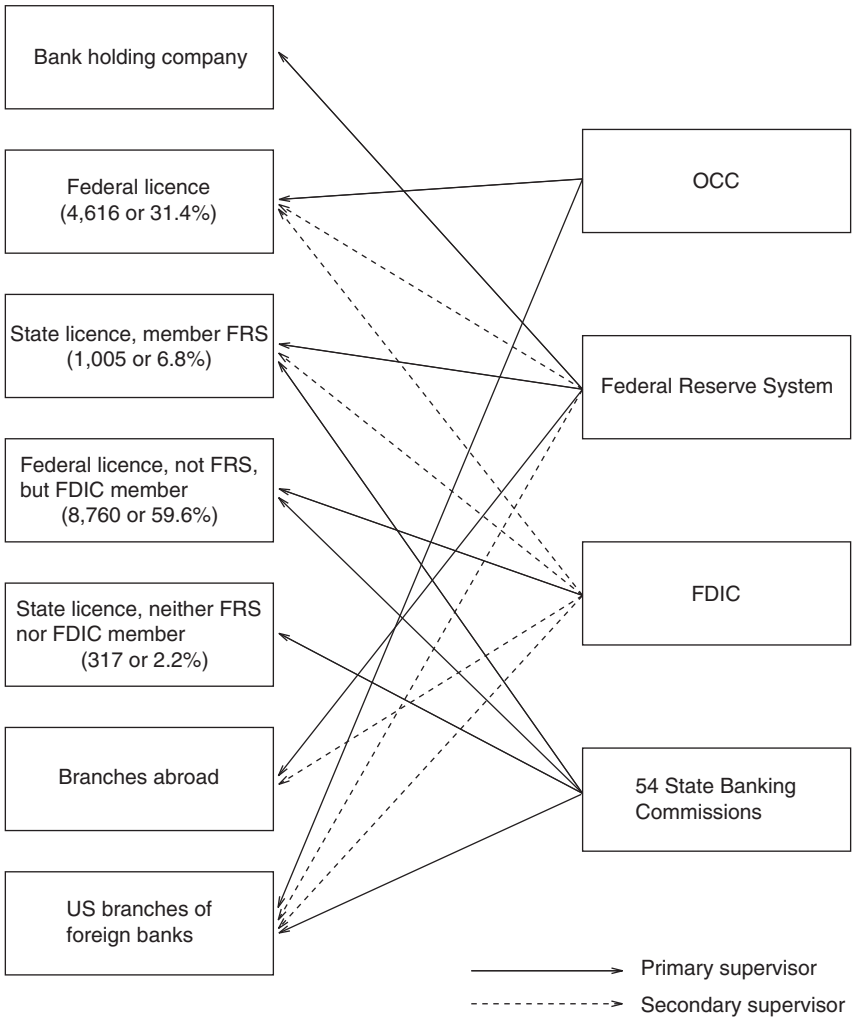 Bank holding company
Federal licence
(4,616 or 31.4%)
State licence, member FRS
(1,005 or 6.8%)
Federal licence, not FRS,
but FDIC member
(8,760 or 59.6%)
State licence, neither FRS
nor FDIC member
(317 or 2.2%)
Branches abroad
US branches of
foreign banks
OCC
Federal Reserve System
FDIC
54 State Banking
Commissions
Primary supervisor
Secondary supervisor